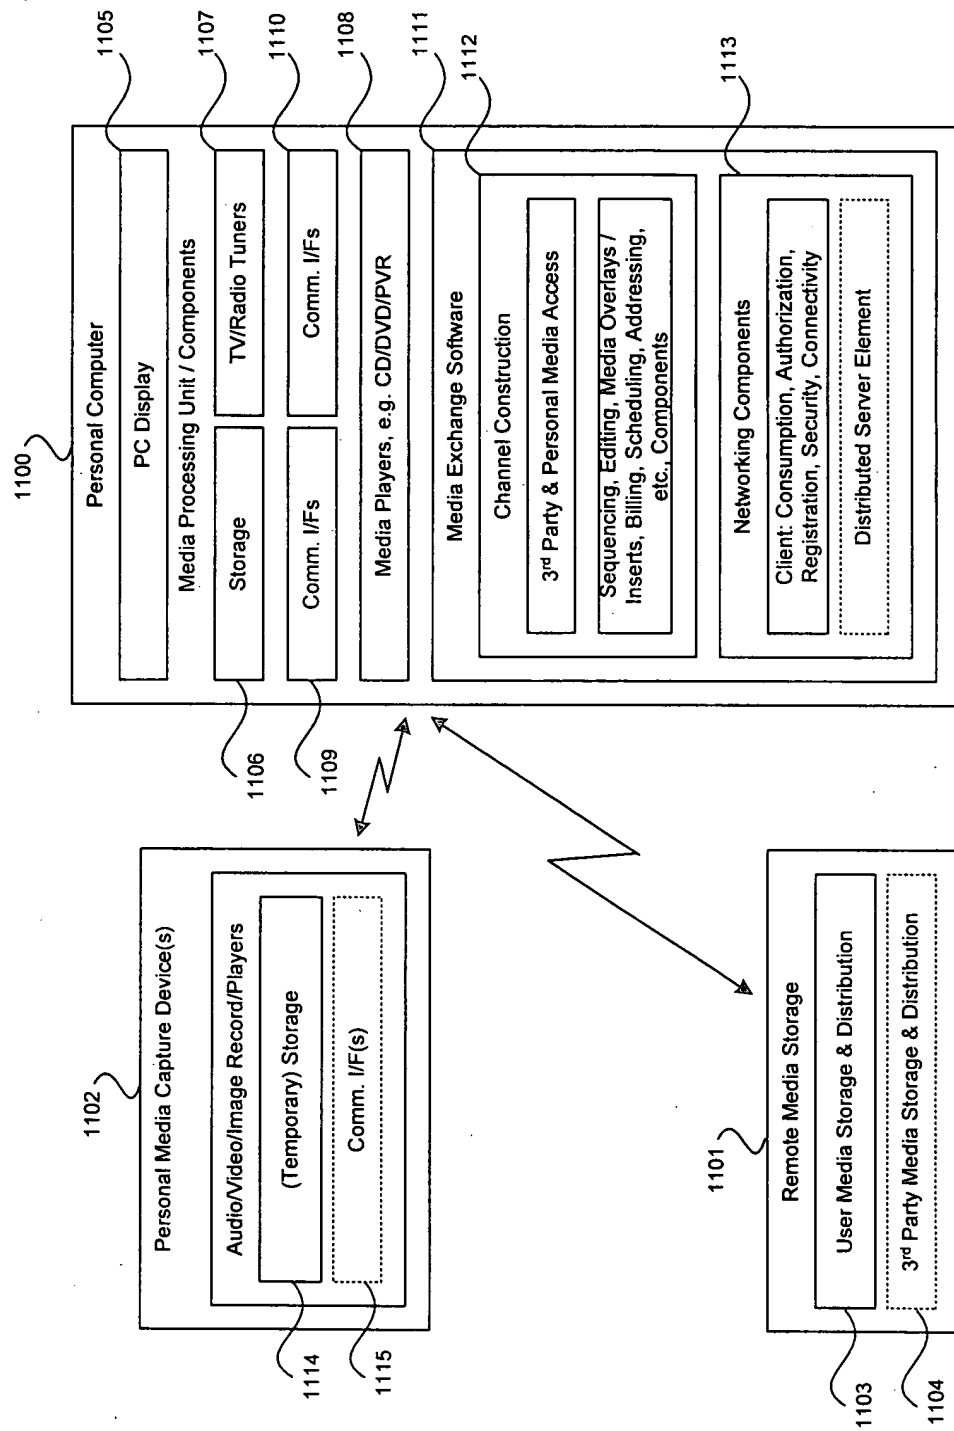 1100
Personal Computer
PC Display
1105
Media Processing Unit / Components
Storage
1106
TV/Radio Tuners
1107
Comm. I/Fs
1109
Comm. I/Fs
1110
Media Players, e.g. CD/DVD/PVR
1108
Media Exchange Software
1111
Channel Construction
1112
3rd Party & Personal Media Access
Sequencing, Editing, Media Overlays /
Inserts, Billing, Scheduling, Addressing,
etc., Components
Networking Components
1113
Client: Consumption, Authorization,
Registration, Security, Connectivity
Distributed Server Element
1102
Personal Media Capture Device(s)
Audio/Video/Image Record/Players
(Temporary) Storage
1114
Comm. I/F(s)
1115
1101
Remote Media Storage
User Media Storage & Distribution
1103
3rd Party Media Storage & Distribution
1104